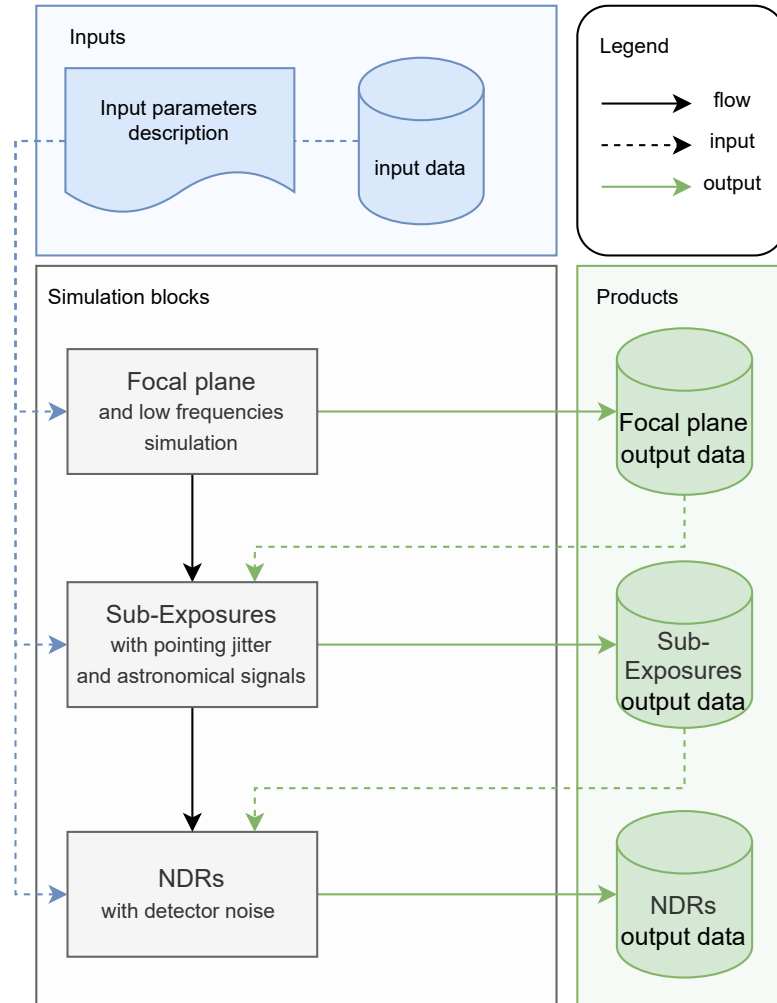 Inputs
Input parameters
description
input data
Legend
flow
input
output
Simulation blocks
Focal plane
and low frequencies
simulation
Sub-Exposures
with pointing jitter
and astronomical signals
NDRs
with detector noise
Products
Focal plane
output data
Sub-
Exposures
output data
NDRs
output data